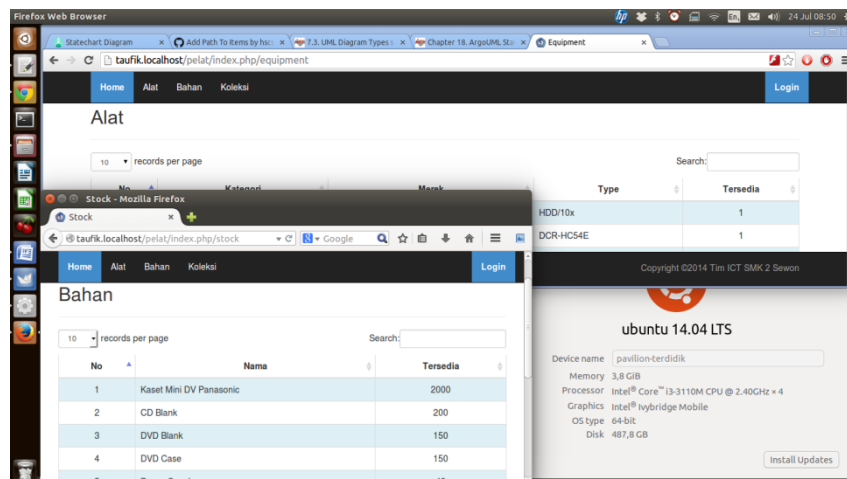 Firefox Web Browser
En
24 Jul 08:50
Statechart Diagram
Add Path To Items by hsc
7.3. UML Diagram Types
Chapter 18. ArgoUML Sta
Equipment
taufik.localhost/pelat/index.php/equipment
Home Alat Bahan Koleksi Login
Alat
10 records per page Search:
No Kategori Merek Type Tersedia
HDD/10x 1
DCR-HC54E 1
Copyright ©2014 Tim ICT SMK 2 Sewon
Stock - Mozilla Firefox
Stock
taufik.localhost/pelat/index.php/stock Google
Home Alat Bahan Koleksi Login
Bahan
10 records per page Search:
No Nama Tersedia
1 Kaset Mini DV Panasonic 2000
2 CD Blank 200
3 DVD Blank 150
4 DVD Case 150
ubuntu 14.04 LTS
Device name pavilion-terdidik
Memory 3,8 GiB
Processor Intel® Core™ i3-3110M CPU @ 2.40GHz × 4
Graphics Intel® Ivybridge Mobile
OS type 64-bit
Disk 487,8 GB
Install Updates